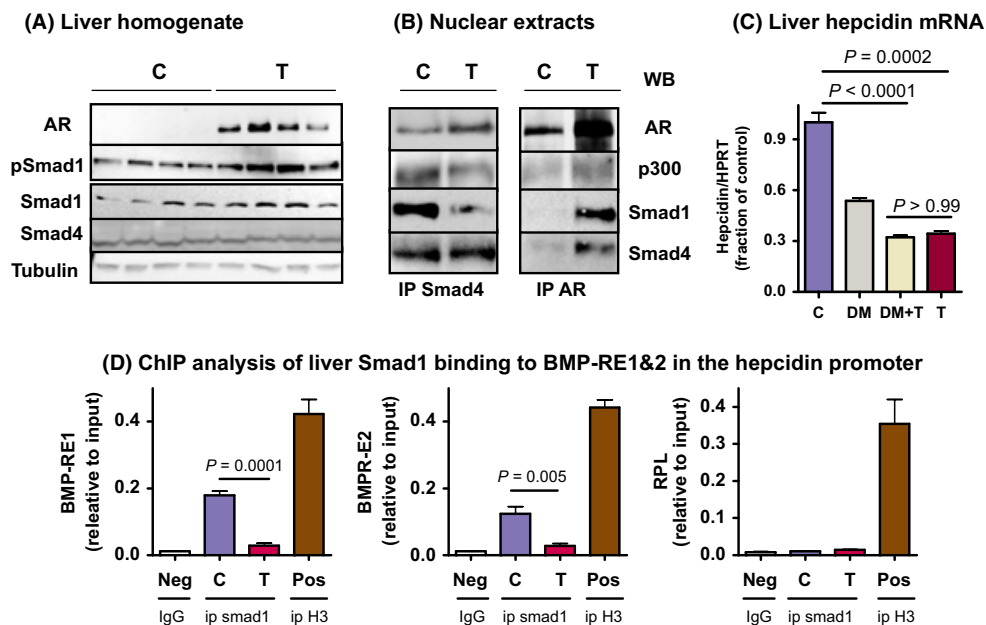 (A) Liver homogenate
C T
AR
pSmad1
Smad1
Smad4
Tubulin
(B) Nuclear extracts
C T C T WB
AR
p300
Smad1
Smad4
IP Smad4 IP AR
(C) Liver hepcidin mRNA
P = 0.0002
P < 0.0001
P > 0.99
Hepcidin/HPRT
(fraction of control)
0.9
0.6
0.3
0.0
C DM DM+T T
(D) ChIP analysis of liver Smad1 binding to BMP-RE1&2 in the hepcidin promoter
BMP-RE1
(releative to input)
0.4
0.2
0.0
P = 0.0001
Neg C T Pos
IgG ip smad1 ip H3
BMPR-E2
(relative to input)
0.4
0.2
0.0
P = 0.005
Neg C T Pos
IgG ip smad1 ip H3
RPL
(relative to input)
0.4
0.3
0.2
0.1
0.0
Neg C T Pos
IgG ip smad1 ip H3